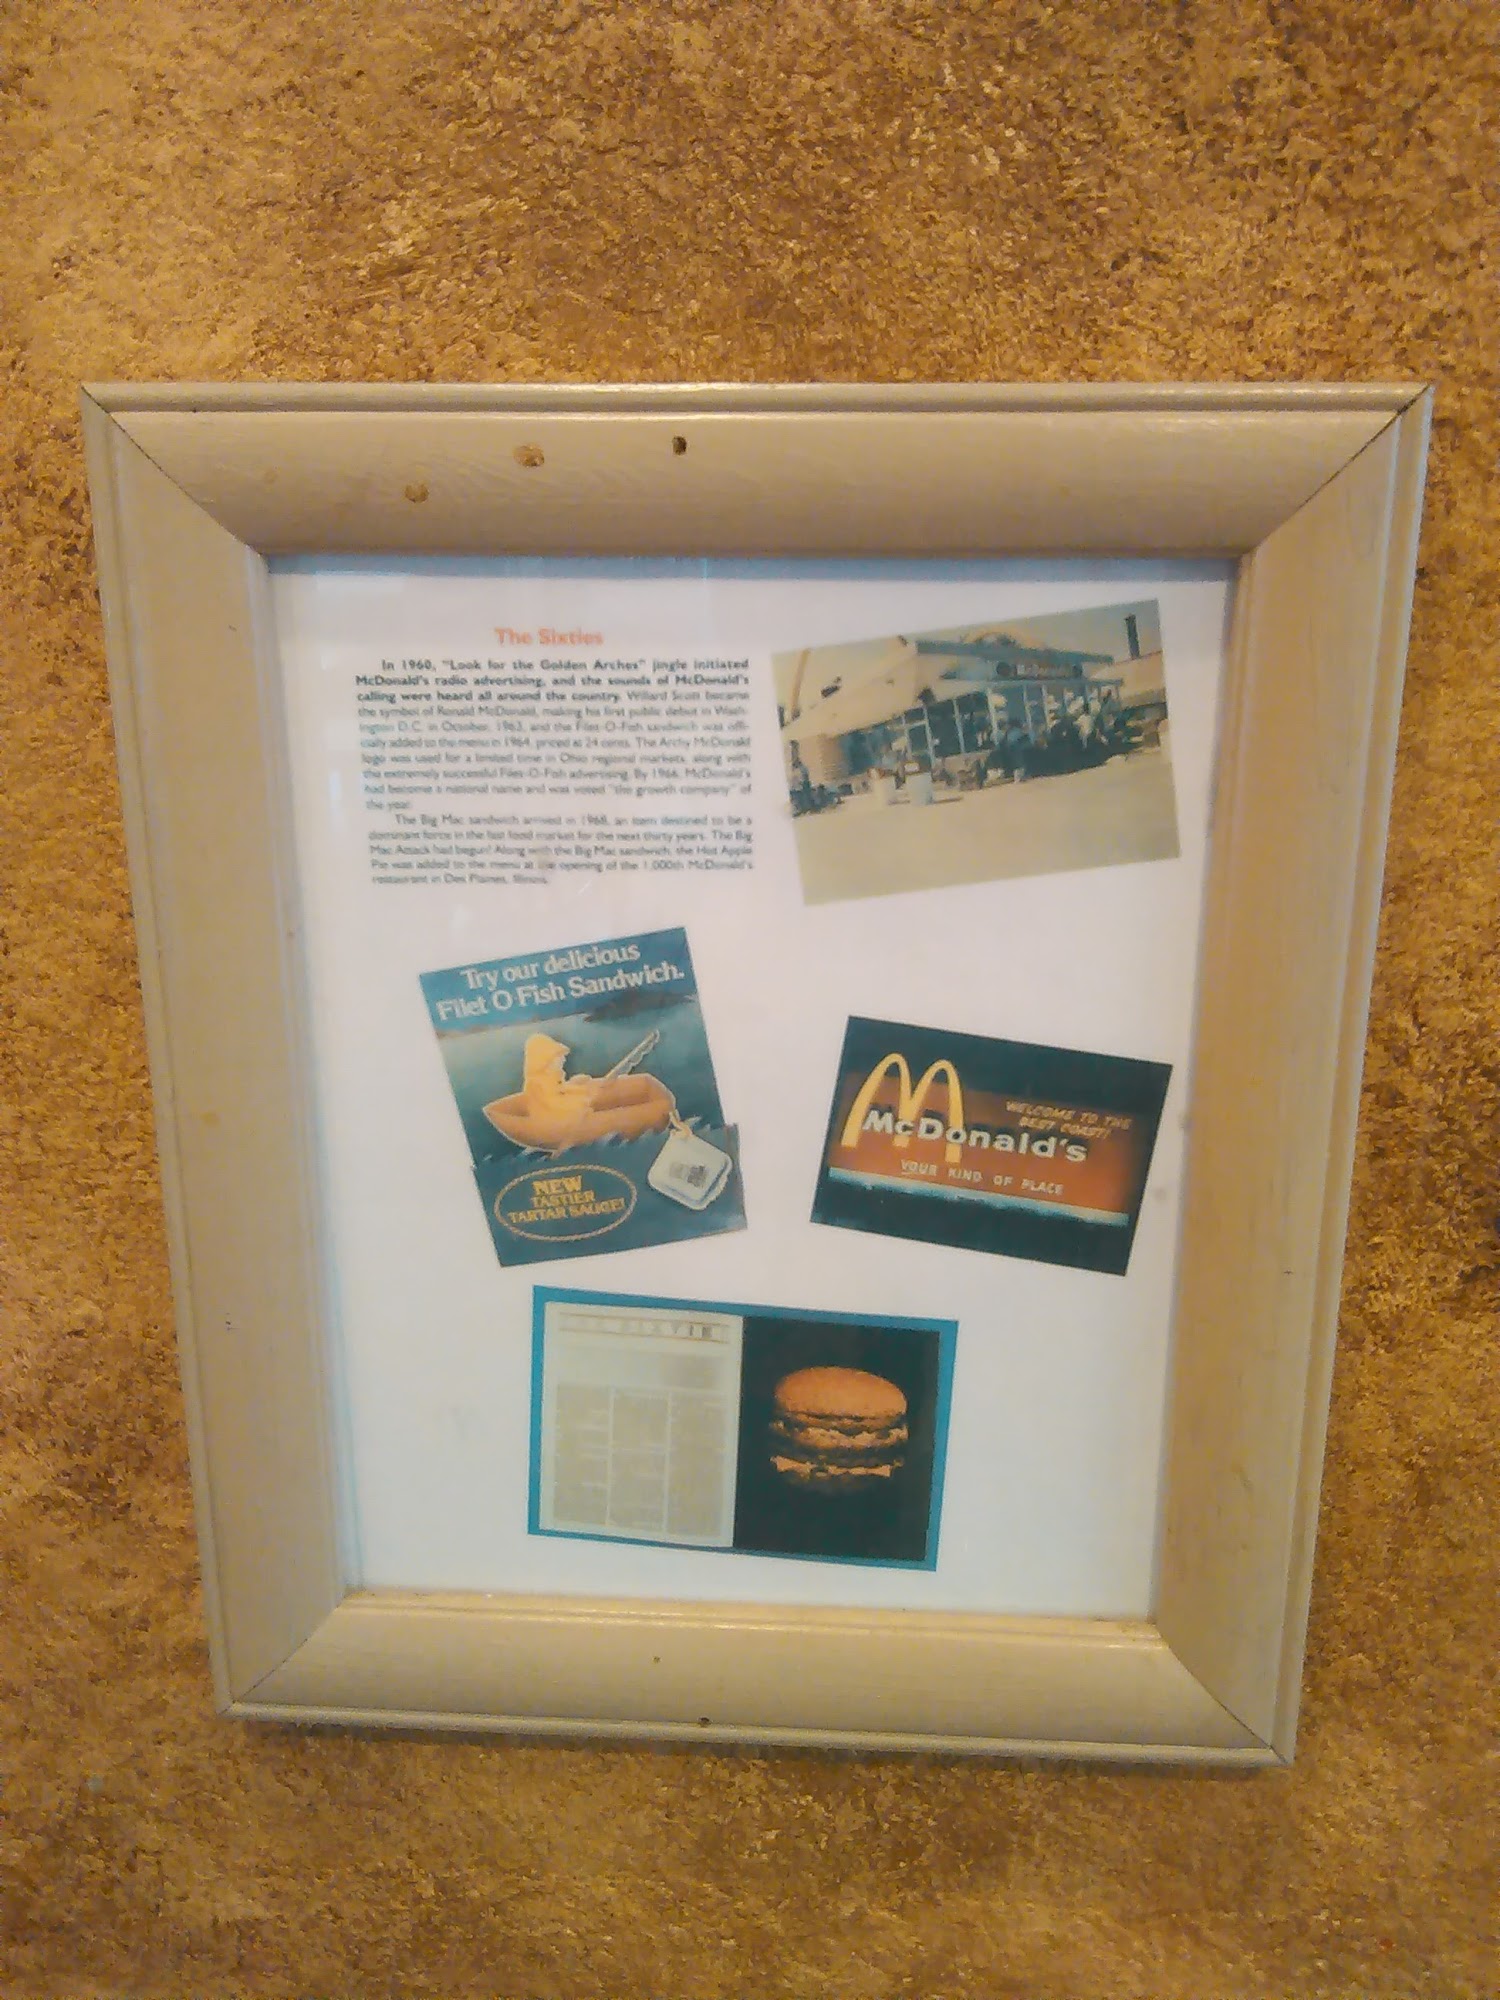 The Sixties
In 1960, "Look for the Golden Arches" jingle initiated
McDonald's radio advertising, and the sounds of McDonald's
calling were heard all around the country. Willard Scott became
the symbol of Ronald McDonald, making his first public debut in Wash-
ington D.C. in October, 1963, and the Filet-O-Fish sandwich was offi-
cially added to the menu in 1964, priced at 24 cents. The Archy McDonald
logo was used for a limited time in Ohio regional markets, along with
the extremely successful Filet-O-Fish advertising. By 1966, McDonald's
had become a national name and was voted "the growth company" of
the year.
The Big Mac sandwich arrived in 1968, an item destined to be a
dominant force in the fast food market for the next thirty years. The Big
Mac Attack had begun! Along with the Big Mac sandwich, the Hot Apple
Pie was added to the menu at the opening of the 1,000th McDonald's
restaurant in Des Plaines, Illinois.
McDonald's
Try our delicious
Filet O Fish Sandwich.
NEW
TASTIER
TARTAR SAUCE!
WELCOME TO THE
BEST COAST!
McDonald's
YOUR KIND OF PLACE